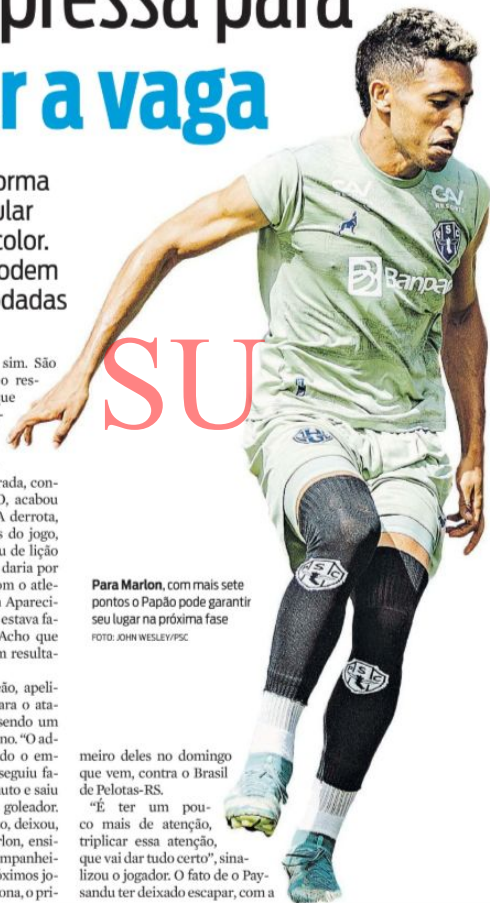 pressa para
r a vaga
orma
ular
color.
odem
dadas
sim. São
o res-
ue
-
SU
rada, con-
O, acabou
A derrota,
s do jogo,
u de lição
daria por
om o atle-
Apareci-
estava fa-
Acho que
m resulta-
Para Marlon, com mais sete
pontos o Papão pode garantir
seu lugar na próxima fase
FOTO: JOHN WESLEY/PSC
ão, apeli-
ara o ata-
sendo um
no. “O ad-
do o em-
seguiu fa-
auto e saiu
goleador.
o, deixou,
rlon, ensi-
mpanhei-
óximos jo-
ona, o pri-
meiro deles no domingo
que vem, contra o Brasil
de Pelotas-RS.
“É ter um pou-
co mais de atenção,
triplicar essa atenção,
que vai dar tudo certo”, sina-
lizou o jogador. O fato de o Pay-
sandu ter deixado escapar, com a
Banpa
PSC